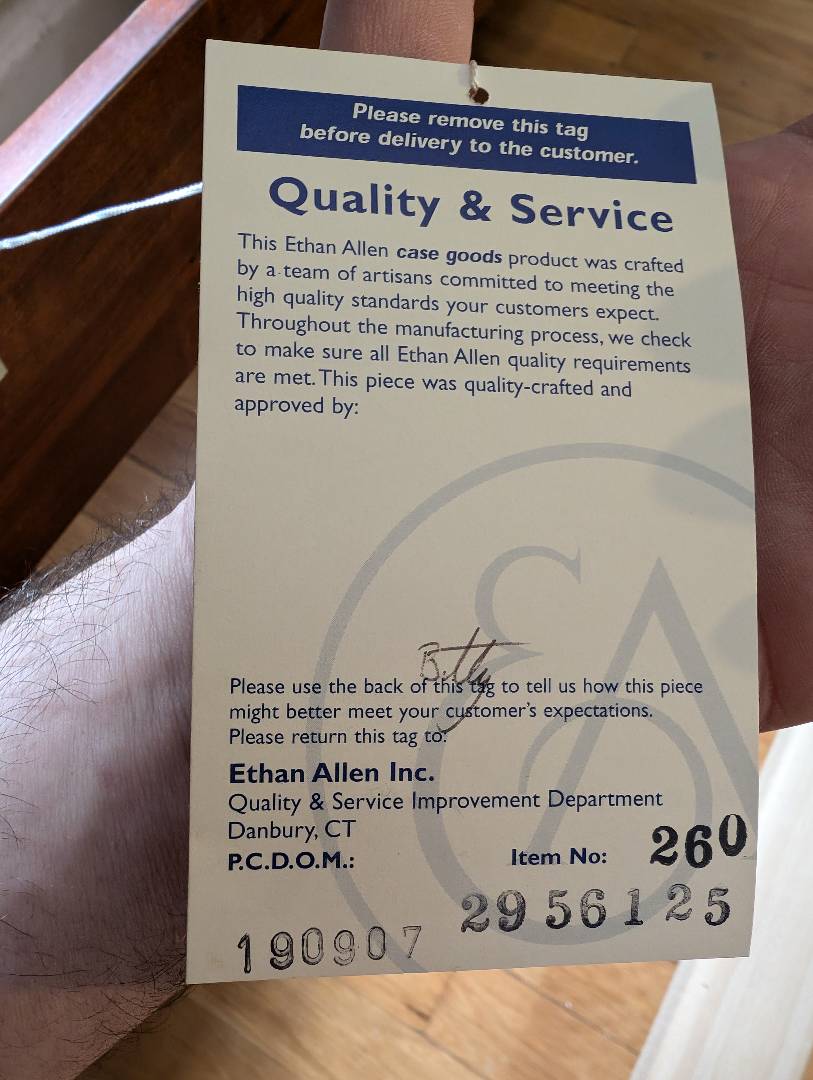 Please remove this tag
before delivery to the customer.
Quality & Service
This Ethan Allen case goods product was crafted
by a team of artisans committed to meeting the
high quality standards your customers expect.
Throughout the manufacturing process, we check
to make sure all Ethan Allen quality requirements
are met. This piece was quality-crafted and
approved by:
Please use the back of this tag to tell us how this piece
might better meet your customer's expectations.
Please return this tag to:
Ethan Allen Inc.
Quality & Service Improvement Department
Danbury, CT
P.C.D.O.M.: Item No: 260
29 56125
190907